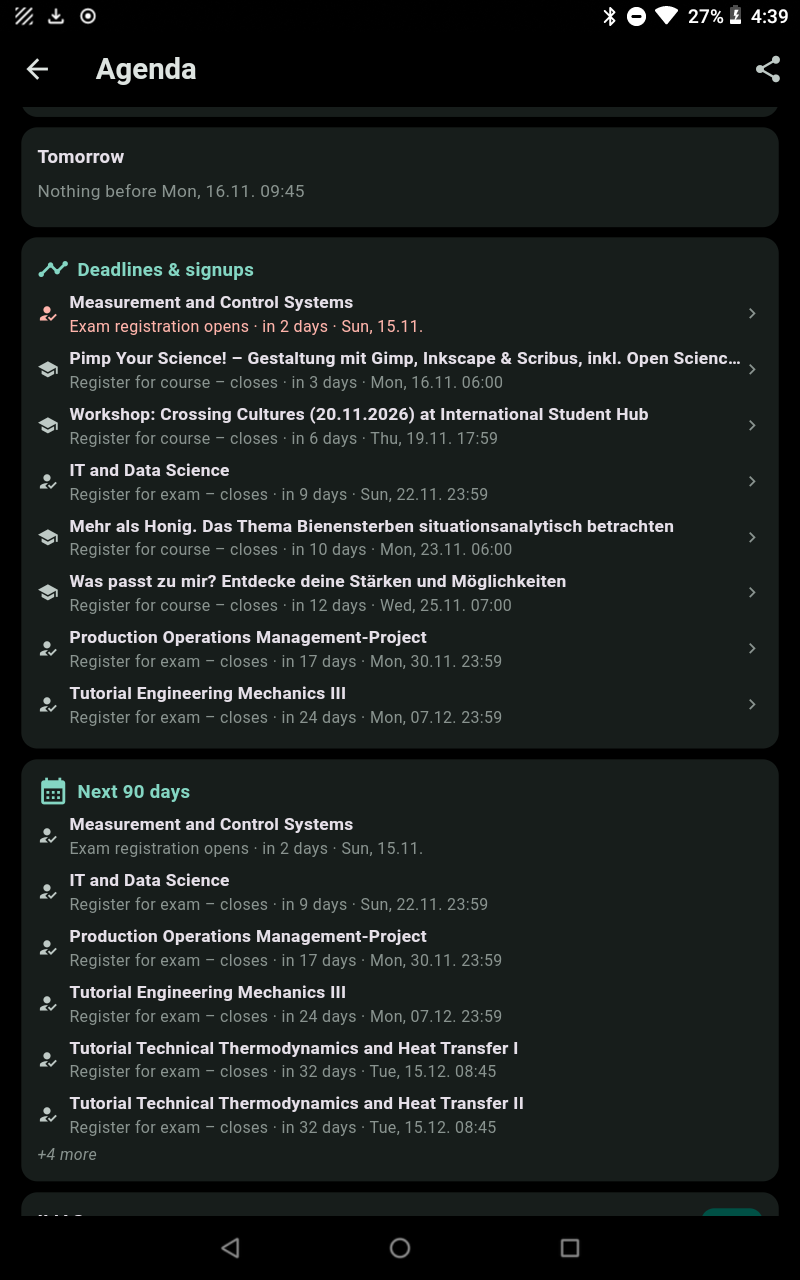 27% 4:39
Agenda
Tomorrow
Nothing before Mon, 16.11. 09:45
Deadlines & signups
Measurement and Control Systems
Exam registration opens · in 2 days · Sun, 15.11.
Pimp Your Science! – Gestaltung mit Gimp, Inkscape & Scribus, inkl. Open Scienc…
Register for course – closes · in 3 days · Mon, 16.11. 06:00
Workshop: Crossing Cultures (20.11.2026) at International Student Hub
Register for course – closes · in 6 days · Thu, 19.11. 17:59
IT and Data Science
Register for exam – closes · in 9 days · Sun, 22.11. 23:59
Mehr als Honig. Das Thema Bienensterben situationsanalytisch betrachten
Register for course – closes · in 10 days · Mon, 23.11. 06:00
Was passt zu mir? Entdecke deine Stärken und Möglichkeiten
Register for course – closes · in 12 days · Wed, 25.11. 07:00
Production Operations Management-Project
Register for exam – closes · in 17 days · Mon, 30.11. 23:59
Tutorial Engineering Mechanics III
Register for exam – closes · in 24 days · Mon, 07.12. 23:59
Next 90 days
Measurement and Control Systems
Exam registration opens · in 2 days · Sun, 15.11.
IT and Data Science
Register for exam – closes · in 9 days · Sun, 22.11. 23:59
Production Operations Management-Project
Register for exam – closes · in 17 days · Mon, 30.11. 23:59
Tutorial Engineering Mechanics III
Register for exam – closes · in 24 days · Mon, 07.12. 23:59
Tutorial Technical Thermodynamics and Heat Transfer I
Register for exam – closes · in 32 days · Tue, 15.12. 08:45
Tutorial Technical Thermodynamics and Heat Transfer II
Register for exam – closes · in 32 days · Tue, 15.12. 08:45
+4 more